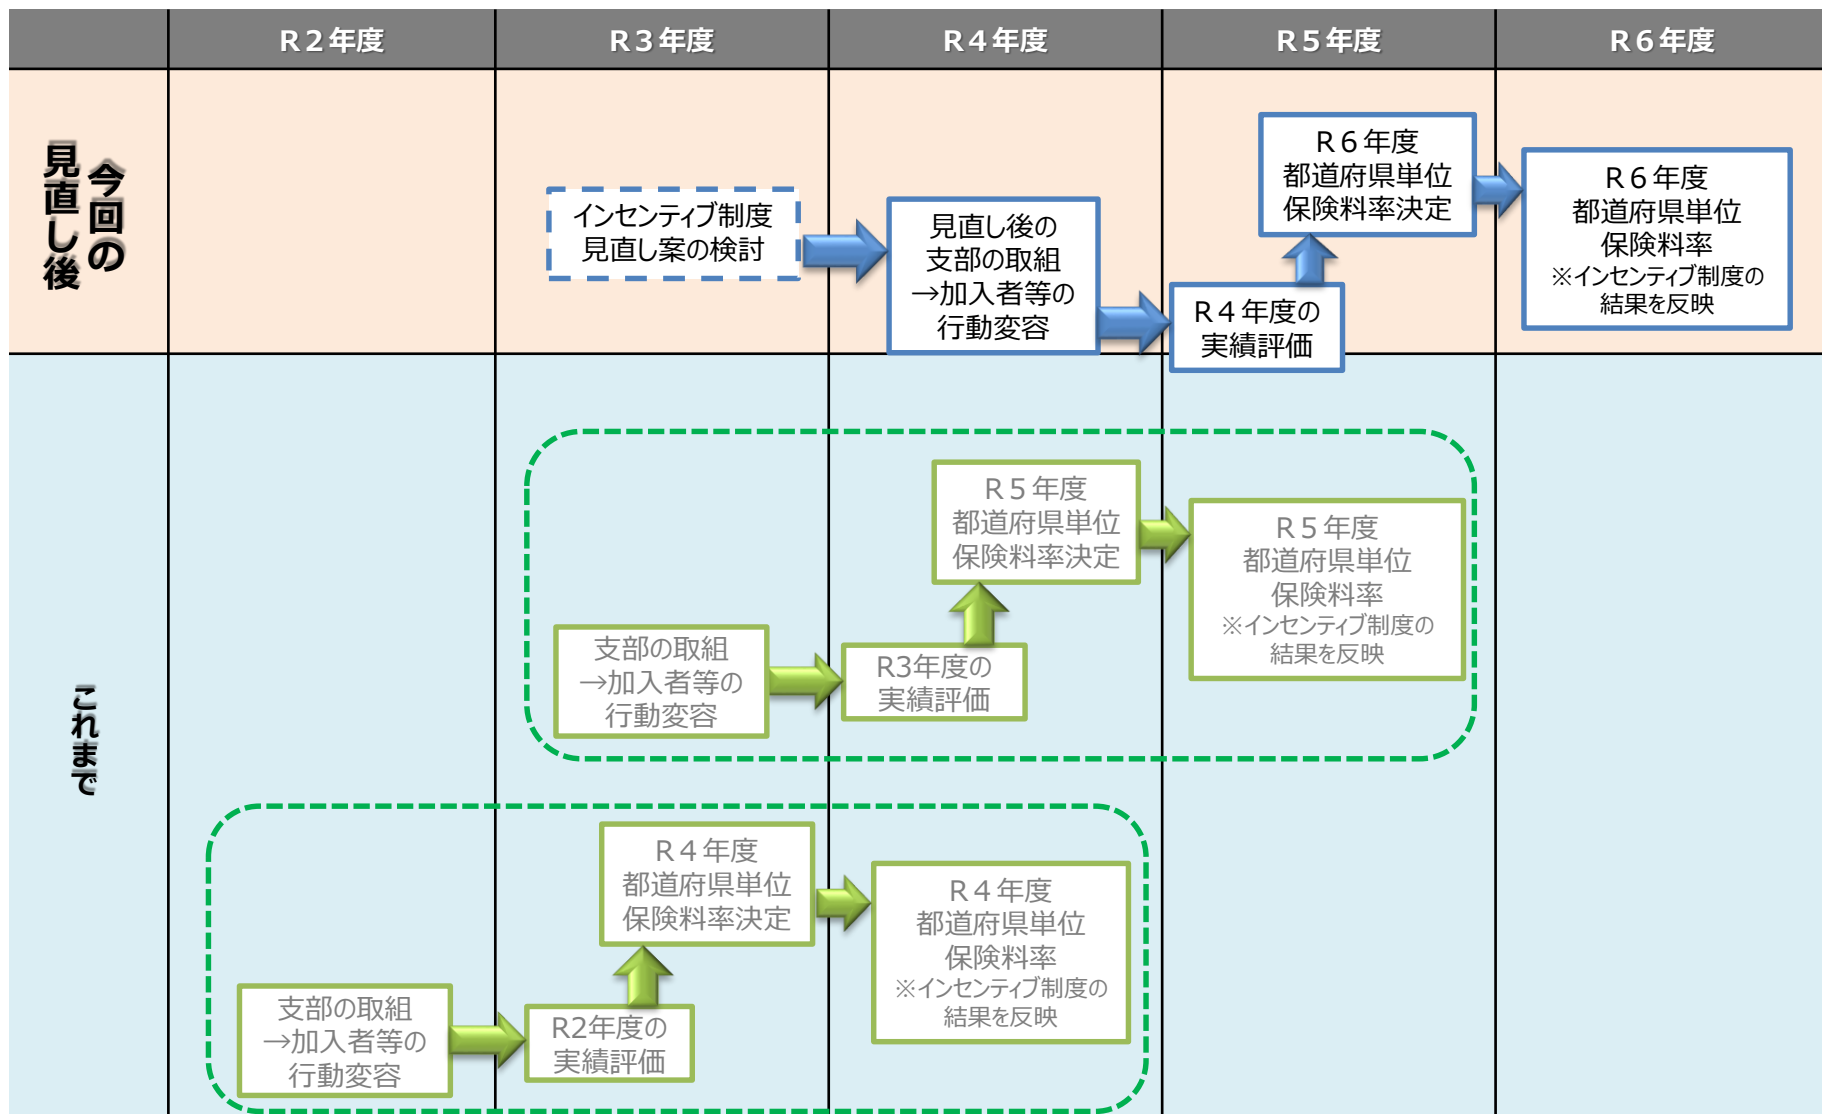 R２年度
R３年度
R４年度
R５年度
R６年度
今回の
見直し後
インセンティブ制度
見直し案の検討
見直し後の
支部の取組
→加入者等の
行動変容
R４年度の
実績評価
R６年度
都道府県単位
保険料率決定
R６年度
都道府県単位
保険料率
※インセンティブ制度の
結果を反映
これまで
支部の取組
→加入者等の
行動変容
R3年度の
実績評価
R５年度
都道府県単位
保険料率決定
R５年度
都道府県単位
保険料率
※インセンティブ制度の
結果を反映
支部の取組
→加入者等の
行動変容
R2年度の
実績評価
R４年度
都道府県単位
保険料率決定
R４年度
都道府県単位
保険料率
※インセンティブ制度の
結果を反映